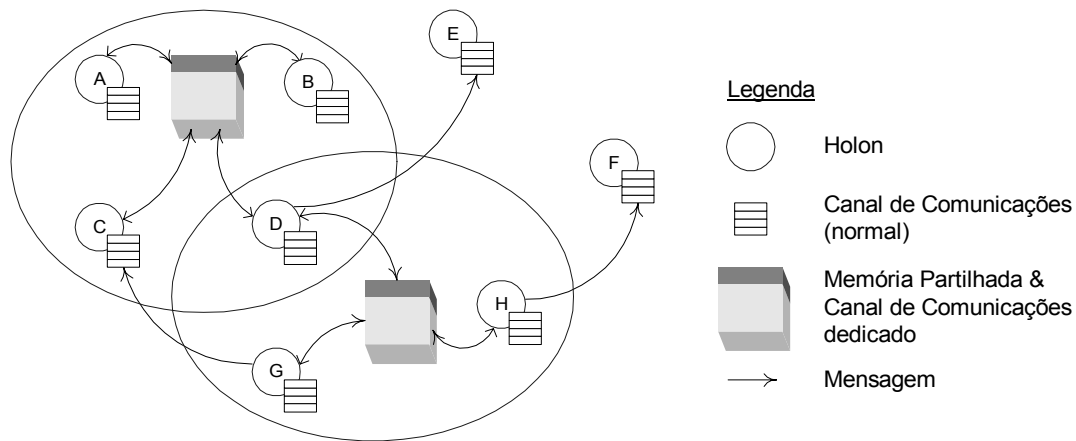 E
A
B
Legenda
Holon
F
C
D
Canal de Comunicações
(normal)
H
Memória Partilhada &
Canal de Comunicações
dedicado
G
Mensagem